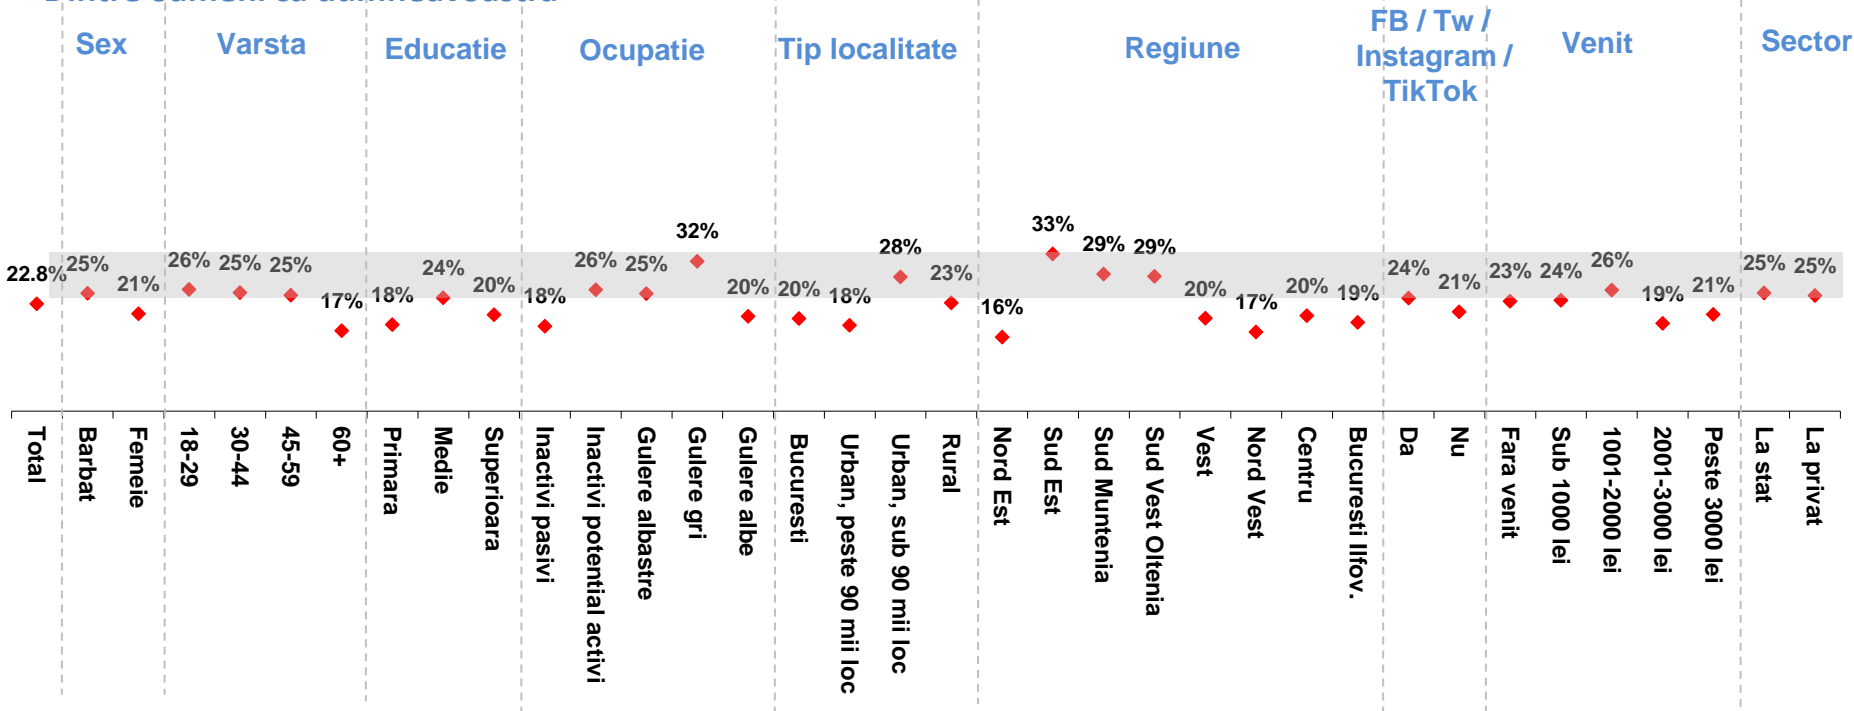 Sex
Varsta
Educatie
Ocupatie
Tip localitate
Regiune
FB / Tw /
Instagram /
TikTok
Venit
Sector
22.8%
25%
21%
26%
25%
25%
17%
18%
24%
20%
18%
26%
25%
32%
20%
20%
18%
28%
23%
16%
33%
29%
29%
20%
17%
20%
19%
24%
21%
23%
24%
26%
19%
21%
25%
25%
Total
Barbat
Femeie
18-29
30-44
45-59
60+
Primara
Medie
Superioara
Inactivi pasivi
Inactivi potential activi
Gulere albastre
Gulere gri
Gulere albe
Bucuresti
Urban, peste 90 mii loc
Urban, sub 90 mii loc
Rural
Nord Est
Sud Est
Sud Muntenia
Sud Vest Oltenia
Vest
Nord Vest
Centru
Bucuresti Ilfov.
Da
Nu
Fara venit
Sub 1000 lei
1001-2000 lei
2001-3000 lei
Peste 3000 lei
La stat
La privat